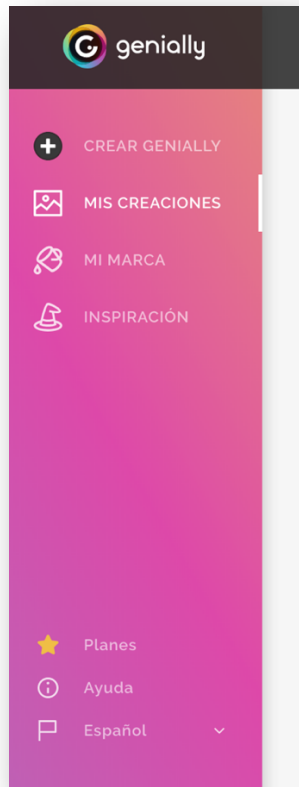 genially
CREAR GENIALLY
MIS CREACIONES
MI MARCA
INSPIRACIÓN
Planes
Ayuda
Español